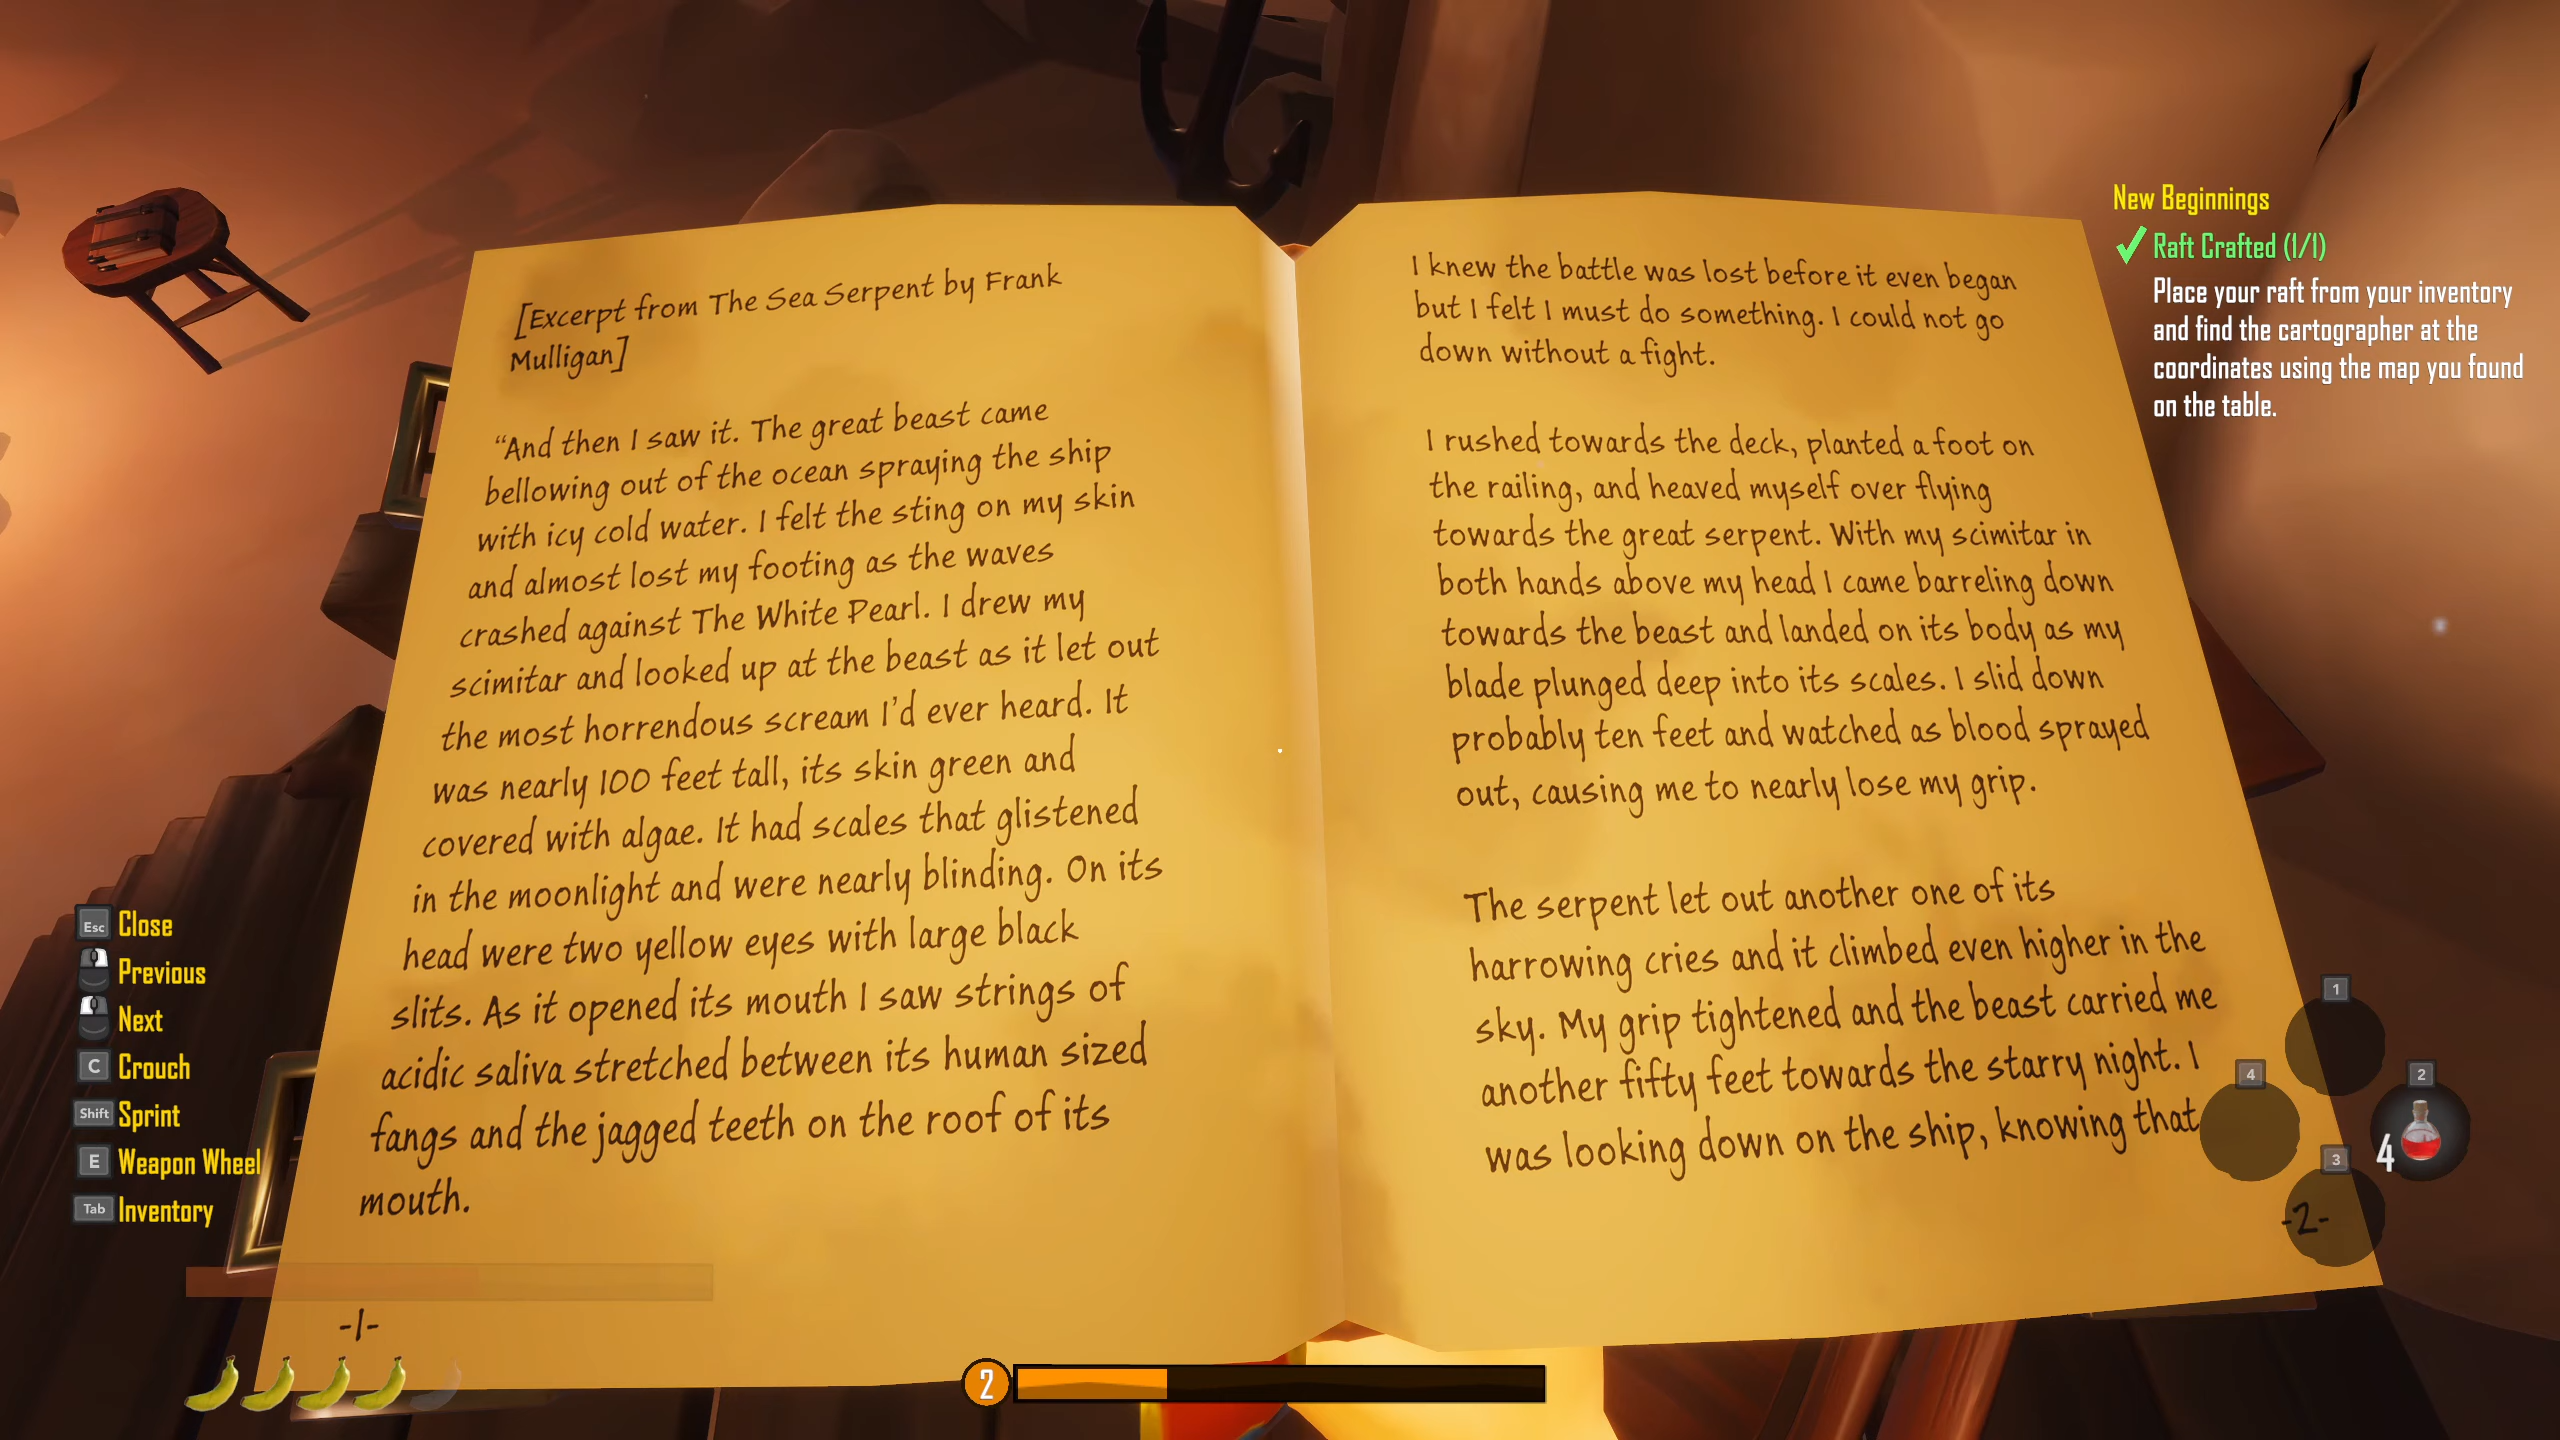 [Excerpt from The Sea Serpent by Frank
Mulligan]
“And then I saw it. The great beast came
bellowing out of the ocean spraying the ship
with icy cold water. I felt the sting on my skin
and almost lost my footing as the waves
crashed against The White Pearl. I drew my
scimitar and looked up at the beast as it let out
the most horrendous scream I'd ever heard. It
was nearly 100 feet tall, its skin green and
covered with algae. It had scales that glistened
in the moonlight and were nearly blinding. On its
head were two yellow eyes with large black
slits. As it opened its mouth I saw strings of
acidic saliva stretched between its human sized
fangs and the jagged teeth on the roof of its
mouth.
-1-
I knew the battle was lost before it even began
but I felt I must do something. I could not go
down without a fight.
I rushed towards the deck, planted a foot on
the railing, and heaved myself over flying
towards the great serpent. With my scimitar in
both hands above my head I came barreling down
towards the beast and landed on its body as my
blade plunged deep into its scales. I slid down
probably ten feet and watched as blood sprayed
out, causing me to nearly lose my grip.
The serpent let out another one of its
harrowing cries and it climbed even higher in the
sky. My grip tightened and the beast carried me
another fifty feet towards the starry night. I
was looking down on the ship, knowing that
-2-
New Beginnings
Raft Crafted (1/1)
Place your raft from your inventory
and find the cartographer at the
coordinates using the map you found
on the table.
Esc Close
Previous
Next
C Crouch
Shift Sprint
E Weapon Wheel
Tab Inventory
1
4
2
4
3
2